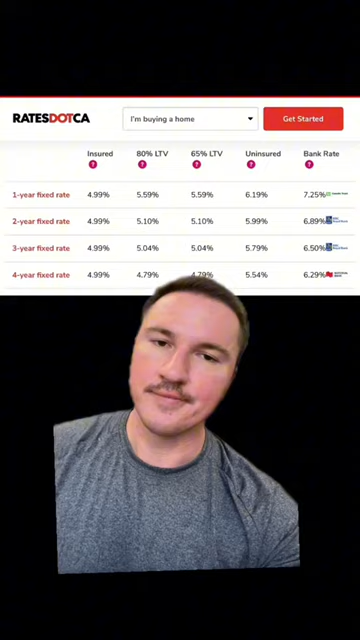 RATESDOTCA I'm buying a home Get Started
Insured 80% LTV 65% LTV Uninsured Bank Rate
? ? ? ? ?
1-year fixed rate 4.99% 5.59% 5.59% 6.19% 7.25%
2-year fixed rate 4.99% 5.10% 5.10% 5.99% 6.89%
3-year fixed rate 4.99% 5.04% 5.04% 5.79% 6.50%
4-year fixed rate 4.99% 4.79% 4.79% 5.54% 6.29%